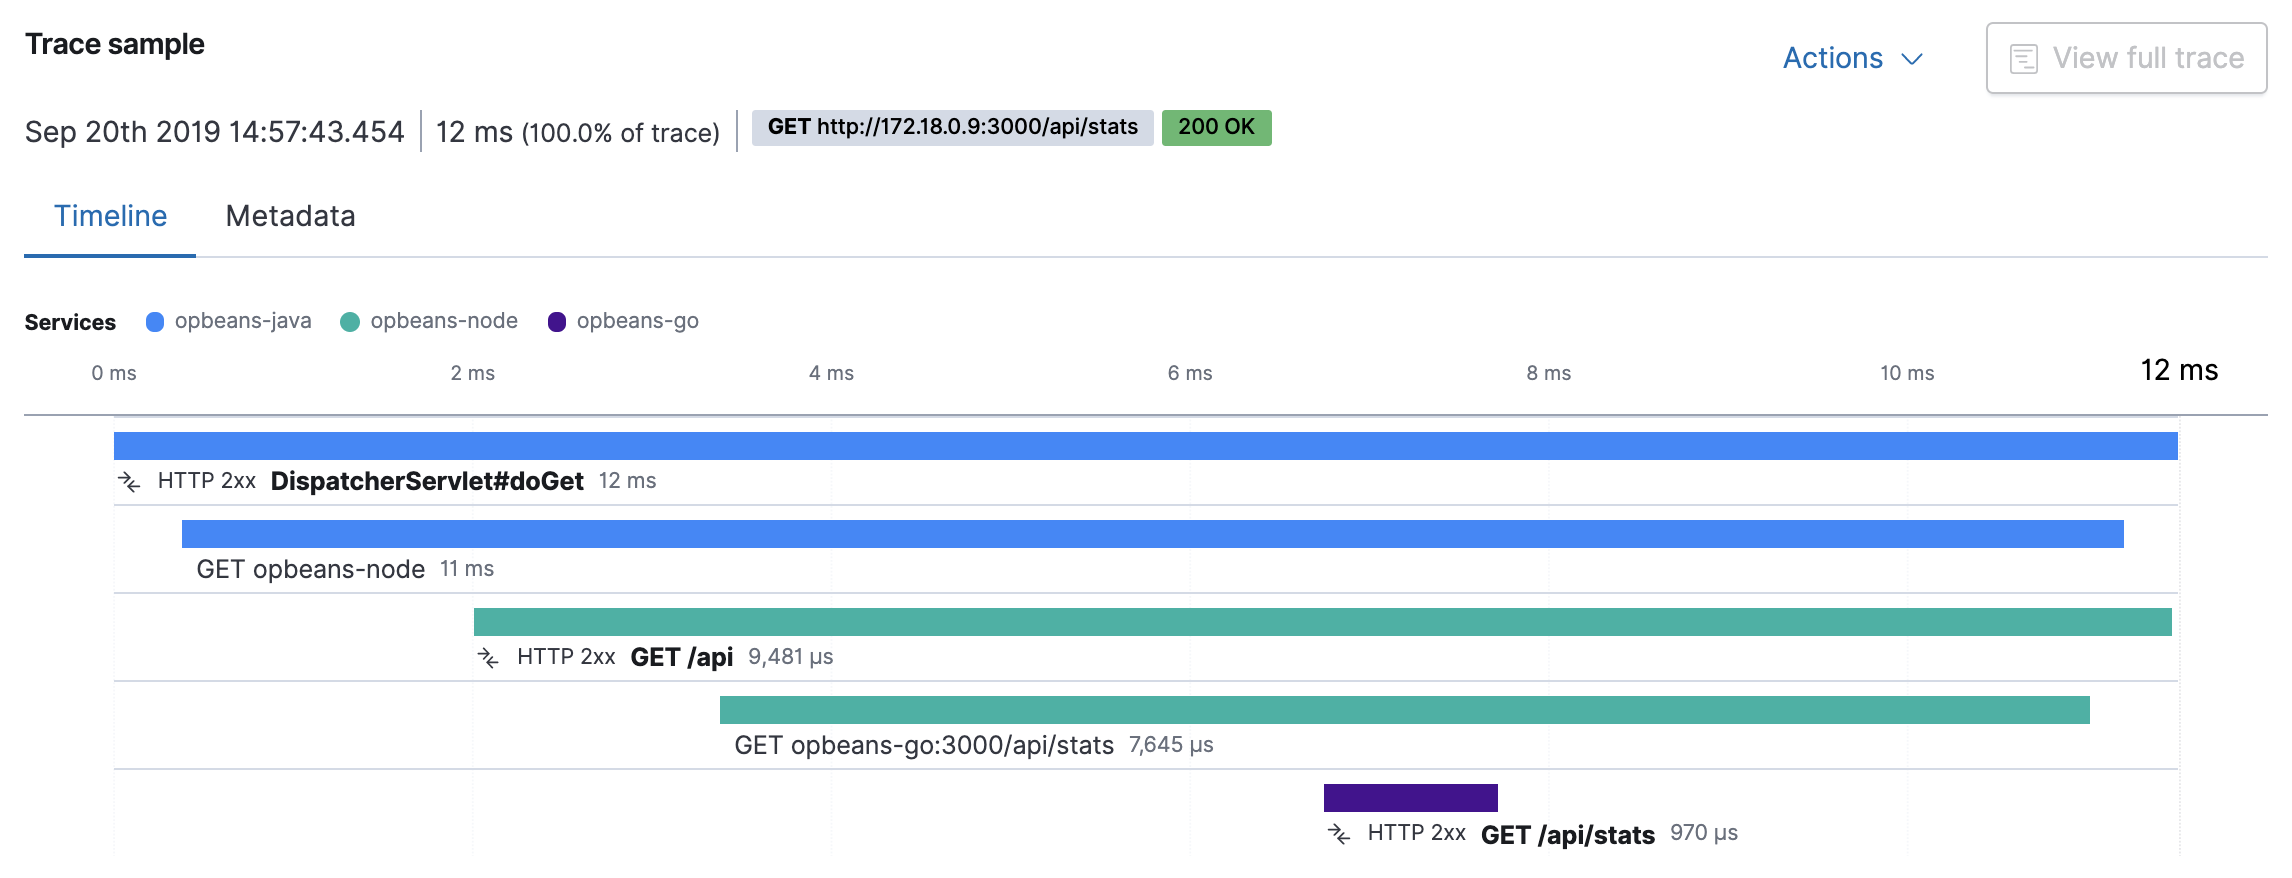 Trace sample
Actions
View full trace
Sep 20th 2019 14:57:43.454 12 ms (100.0% of trace) GET http://172.18.0.9:3000/api/stats 200 OK
Timeline Metadata
Services opbeans-java opbeans-node opbeans-go
0 ms 2 ms 4 ms 6 ms 8 ms 10 ms 12 ms
HTTP 2xx DispatcherServlet#doGet 12 ms
GET opbeans-node 11 ms
HTTP 2xx GET /api 9,481 μs
GET opbeans-go:3000/api/stats 7,645 μs
HTTP 2xx GET /api/stats 970 μs